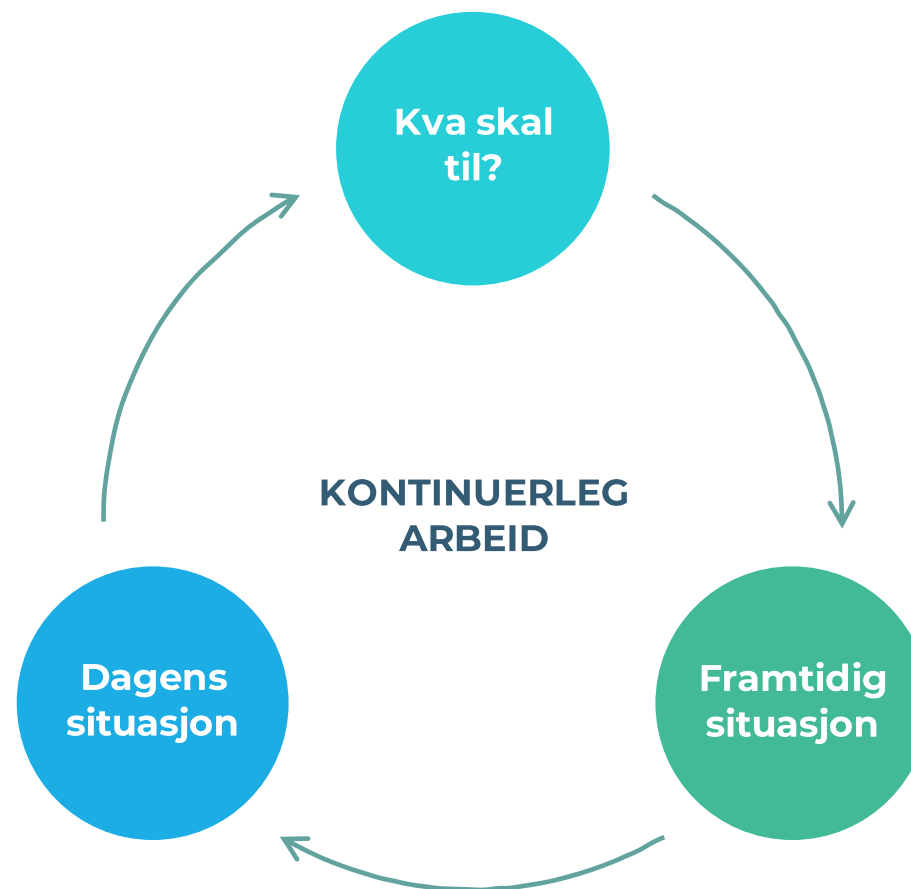 Kva skal
til?
KONTINUERLEG
ARBEID
Dagens
situasjon
Framtidig
situasjon